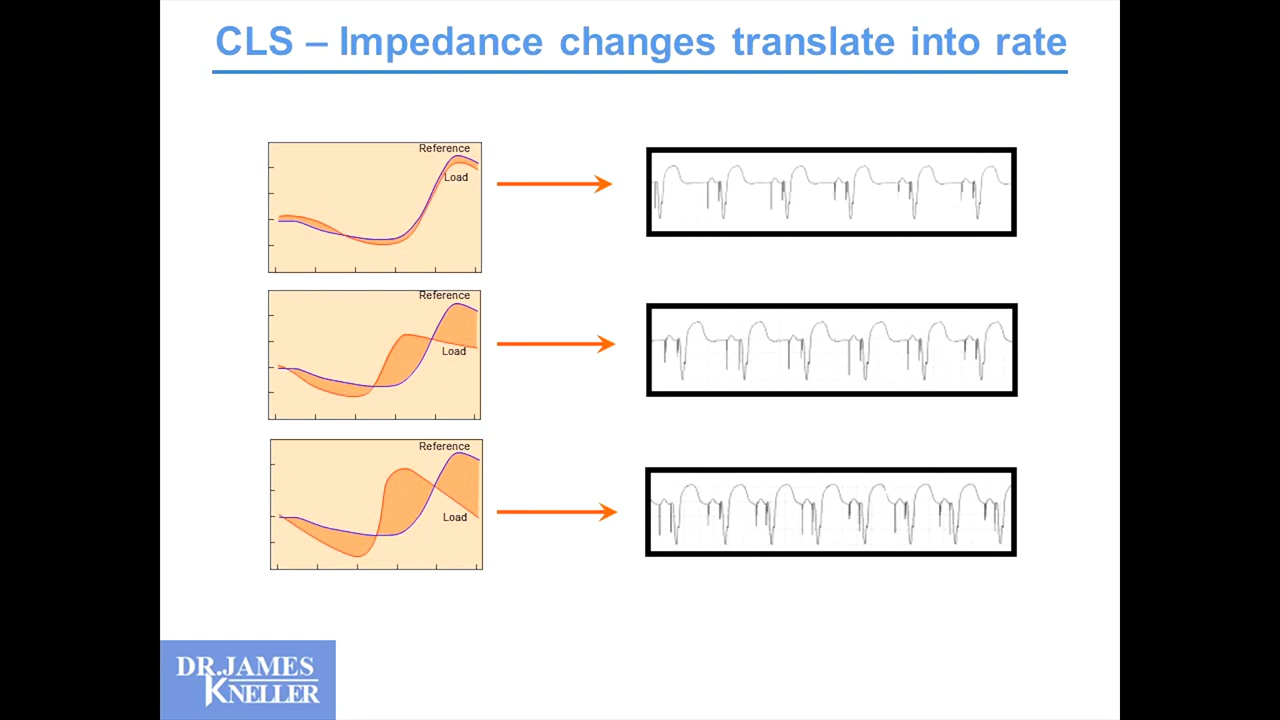 CLS – Impedance changes translate into rate
Reference
Load
Reference
Load
Reference
Load
DR.JAMES
KNELLER